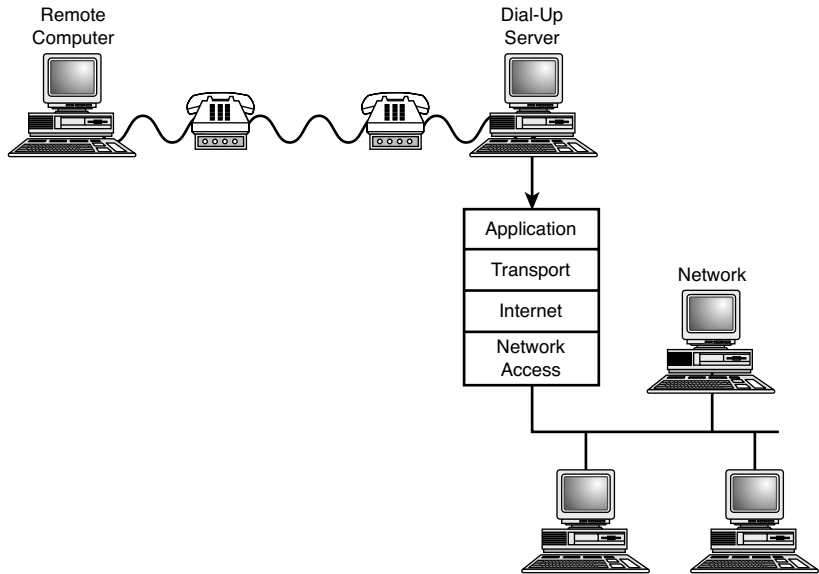 Remote
Computer
Dial-Up
Server
Application
Transport
Internet
Network
Access
Network